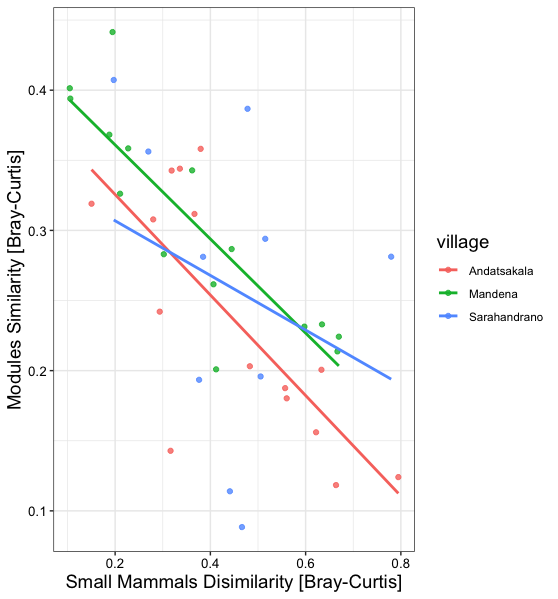 0.4
0.3
0.2
0.1
Modules Similarity [Bray-Curtis]
0.2 0.4 0.6 0.8
Small Mammals Disimilarity [Bray-Curtis]
village
Andatsakala
Mandena
Sarahandrano